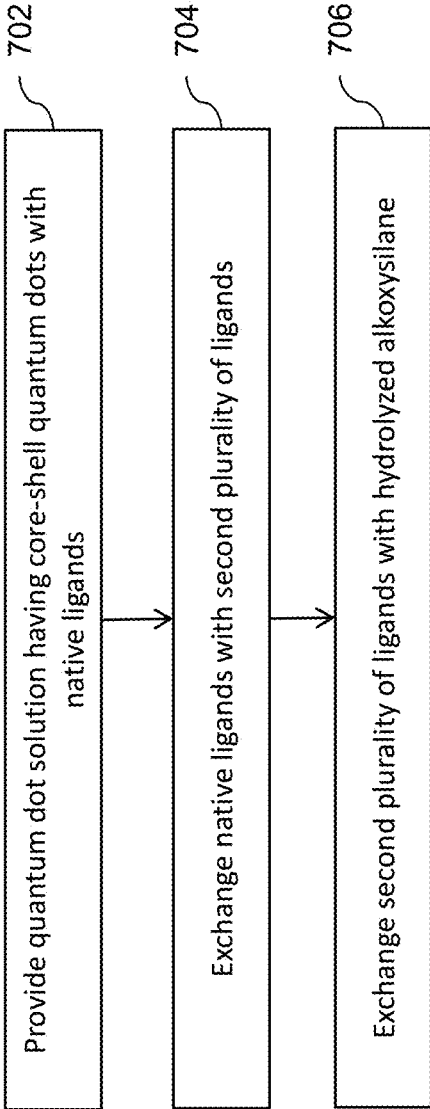 702
Provide quantum dot solution having core-shell quantum dots with
native ligands
704
Exchange native ligands with second plurality of ligands
706
Exchange second plurality of ligands with hydrolyzed alkoxysilane